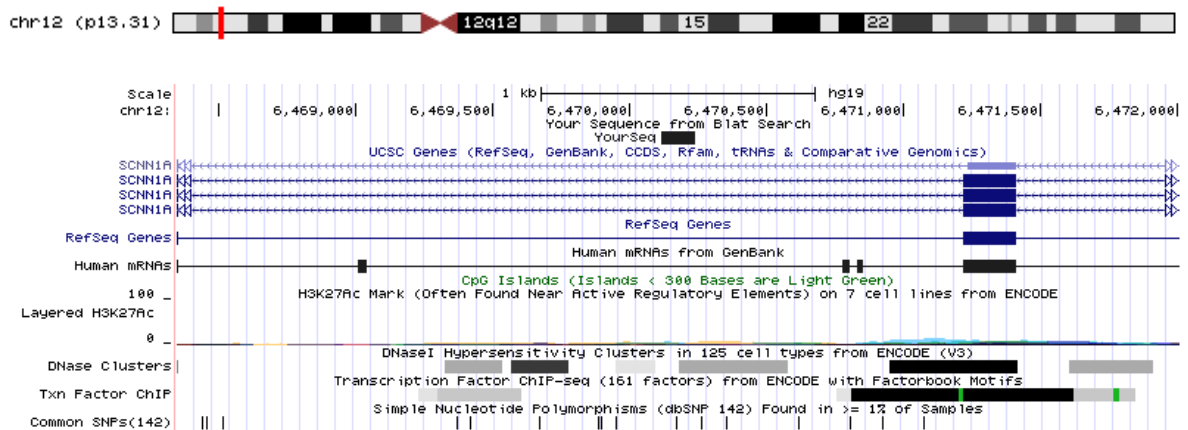 chr12 (p13.31) 12q12 15 22
Scale 1 kb hg19
chr12: 6,469,000 6,469,500 6,470,000 6,470,500 6,471,000 6,471,500 6,472,000
Your Sequence from Blat Search
YourSeq
UCSC Genes (RefSeq, GenBank, CCDS, Rfam, tRNAs & Comparative Genomics)
SCNN1A
SCNN1A
SCNN1A
SCNN1A
RefSeq Genes
RefSeq Genes
Human mRNAs from GenBank
Human mRNAs
CpG Islands (Islands < 300 Bases are Light Green)
H3K27Ac Mark (Often Found Near Active Regulatory Elements) on 7 cell lines from ENCODE
100 _
Layered H3K27Ac
0 _
DNaseI Hypersensitivity Clusters in 125 cell types from ENCODE (V3)
DNase Clusters
Transcription Factor ChIP-seq (161 factors) from ENCODE with Factorbook Motifs
Txn Factor ChIP
Simple Nucleotide Polymorphisms (dbSNP 142) Found in >= 1% of Samples
Common SNPs(142)